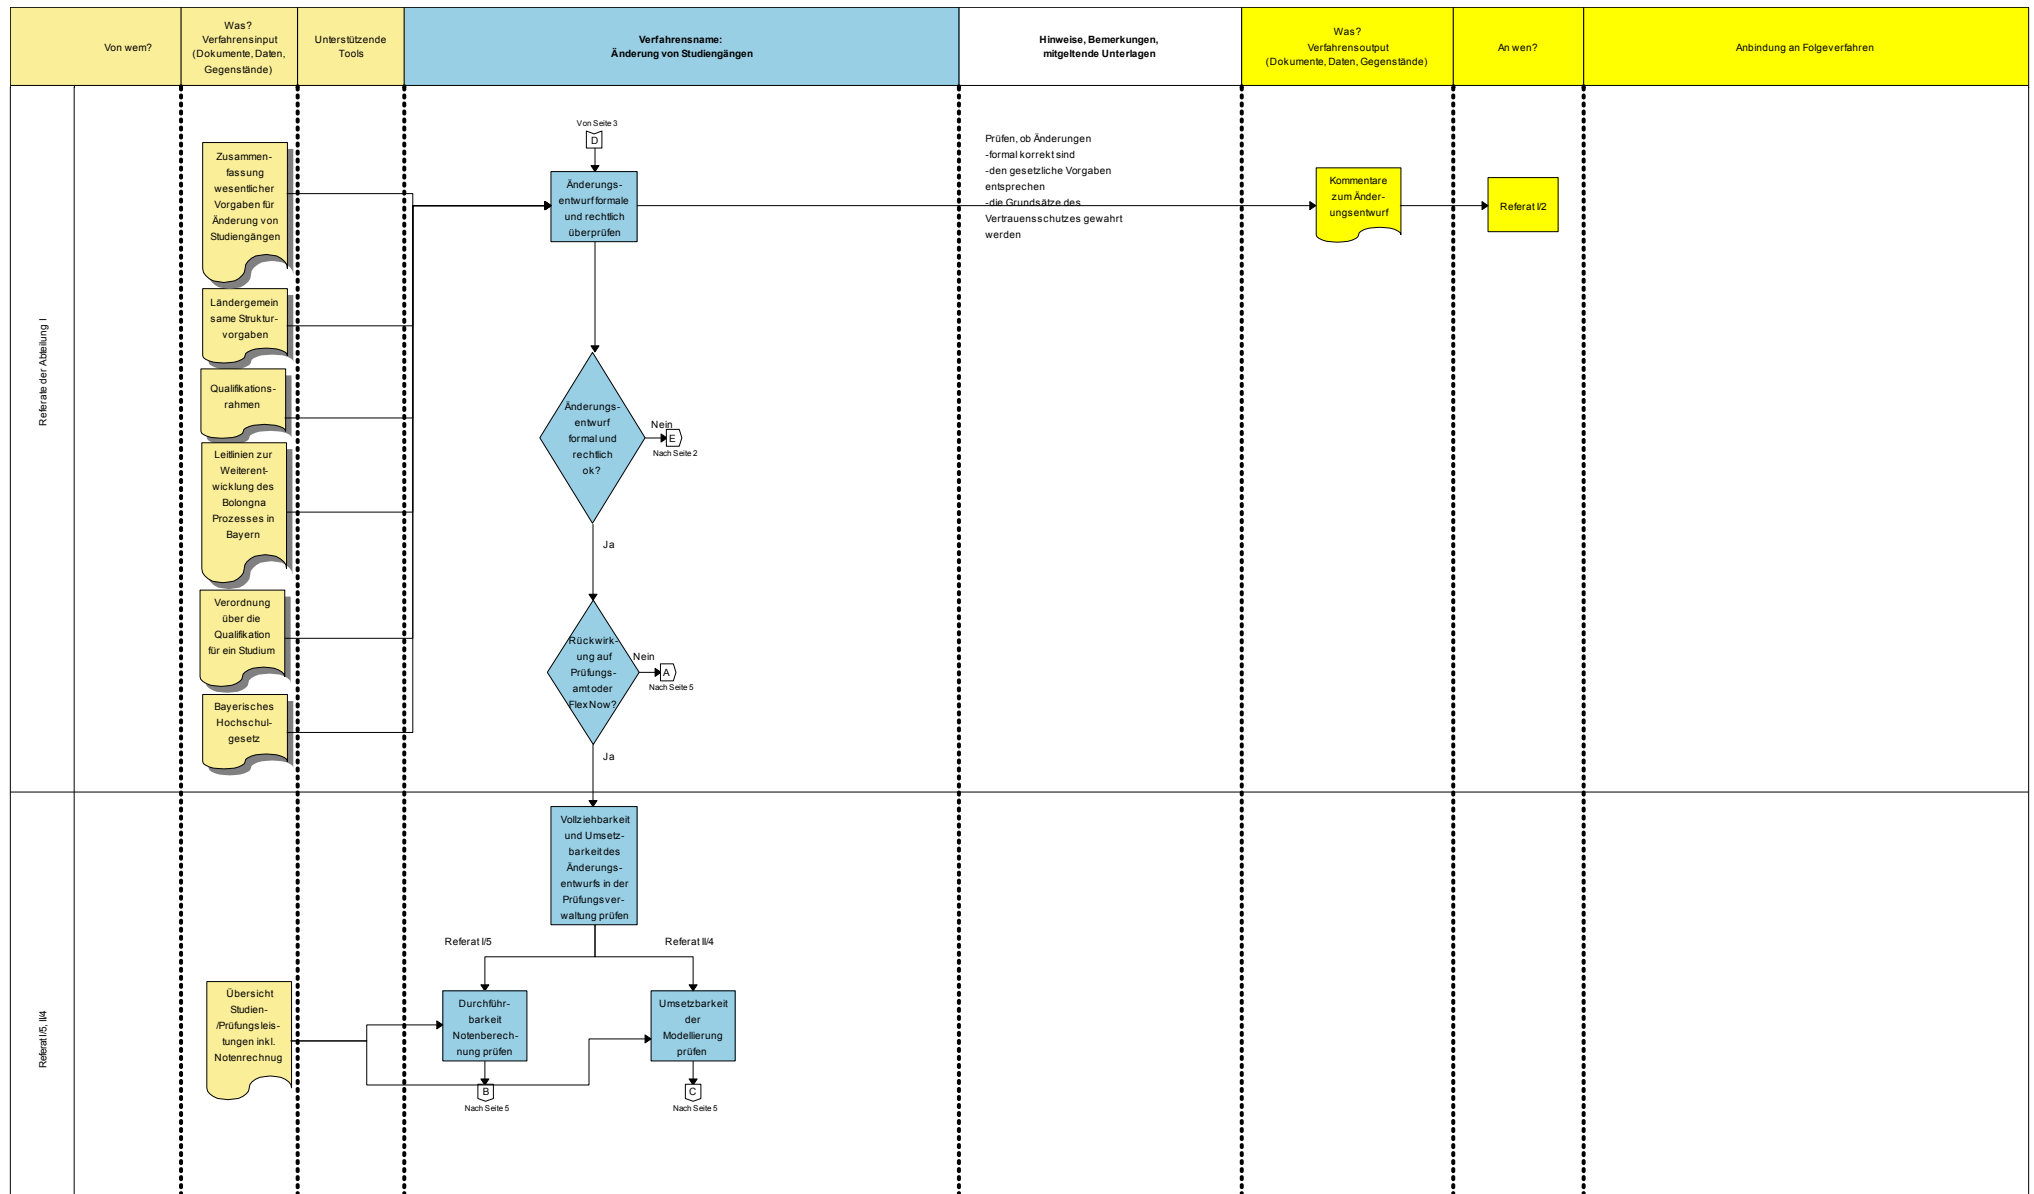 Von wem?
Was?
Verfahrensinput
(Dokumente, Daten,
Gegenstände)
Unterstützende
Tools
Verfahrensname:
Änderung von Studiengängen
Hinweise, Bemerkungen,
mitgeltende Unterlagen
Was?
Verfahrensoutput
(Dokumente, Daten, Gegenstände)
An wen?
Anbindung an Folgeverfahren
Referate der Abteilung I
Zusammen-
fassung
wesentlicher
Vorgaben für
Änderung von
Studiengängen
Ländergemein
same Struktur-
vorgaben
Qualifikations-
rahmen
Leitlinien zur
Weiterent-
wicklung des
Bolongna
Prozesses in
Bayern
Verordnung
über die
Qualifikation
für ein Studium
Bayerisches
Hochschul-
gesetz
Von Seite 3
D
Änderungs-
entwurf formale
und rechtlich
überprüfen
Prüfen, ob Änderungen
-formal korrekt sind
-den gesetzliche Vorgaben
entsprechen
-die Grundsätze des
Vertrauensschutzes gewahrt
werden
Kommentare
zum Änder-
ungsentwurf
Referat I/2
Änderungs-
entwurf
formal und
rechtlich
ok?
Nein
E
Nach Seite 2
Ja
Rückwirk-
ung auf
Prüfungs-
amt oder
FlexNow?
Nein
A
Nach Seite 5
Ja
Referat I/5, II/4
Vollziehbarkeit
und Umsetz-
barkeit des
Änderungs-
entwurfs in der
Prüfungsver-
waltung prüfen
Referat I/5
Referat II/4
Übersicht
Studien-
/Prüfungsleis-
tungen inkl.
Notenrechnug
Durchführ-
barkeit
Notenberech-
nung prüfen
Umsetzbarkeit
der
Modellierung
prüfen
B
Nach Seite 5
C
Nach Seite 5